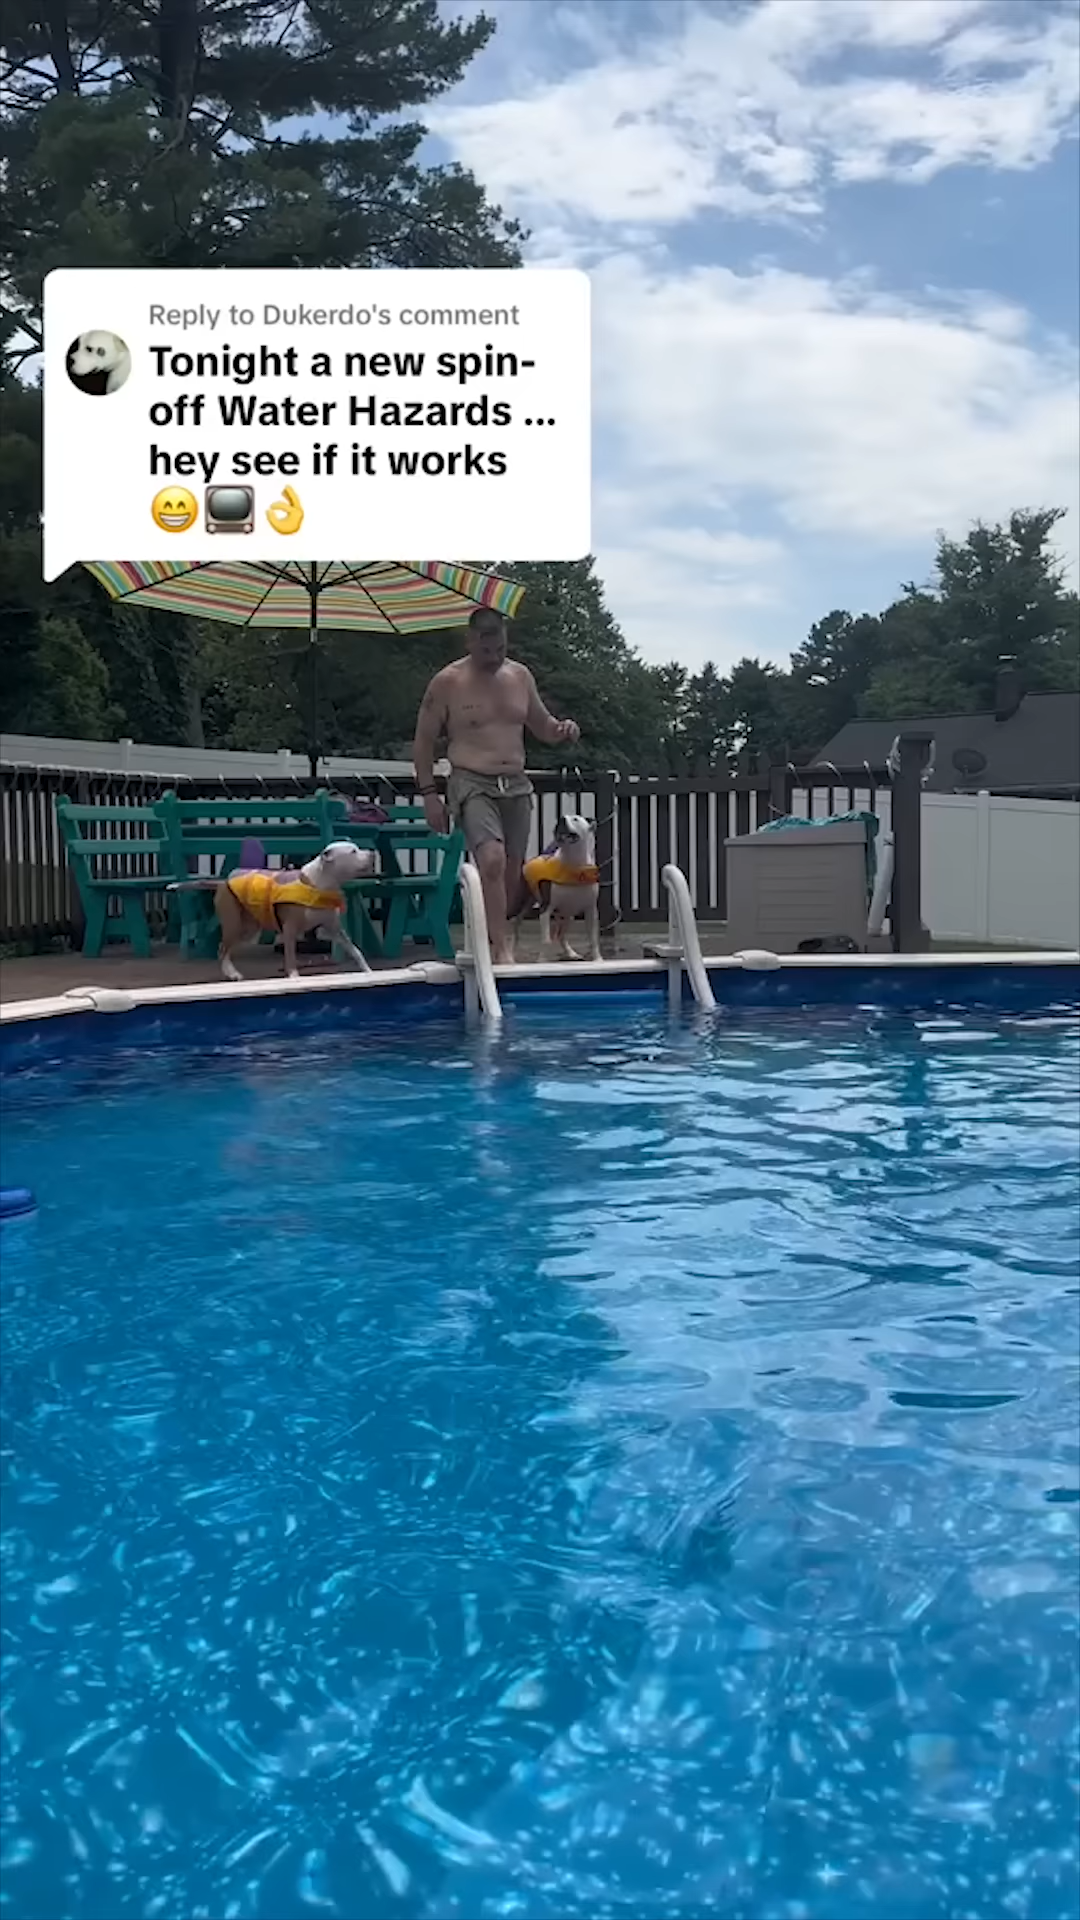 Reply to Dukerdo's comment
Tonight a new spin-
off Water Hazards ...
hey see if it works
😁📺👌